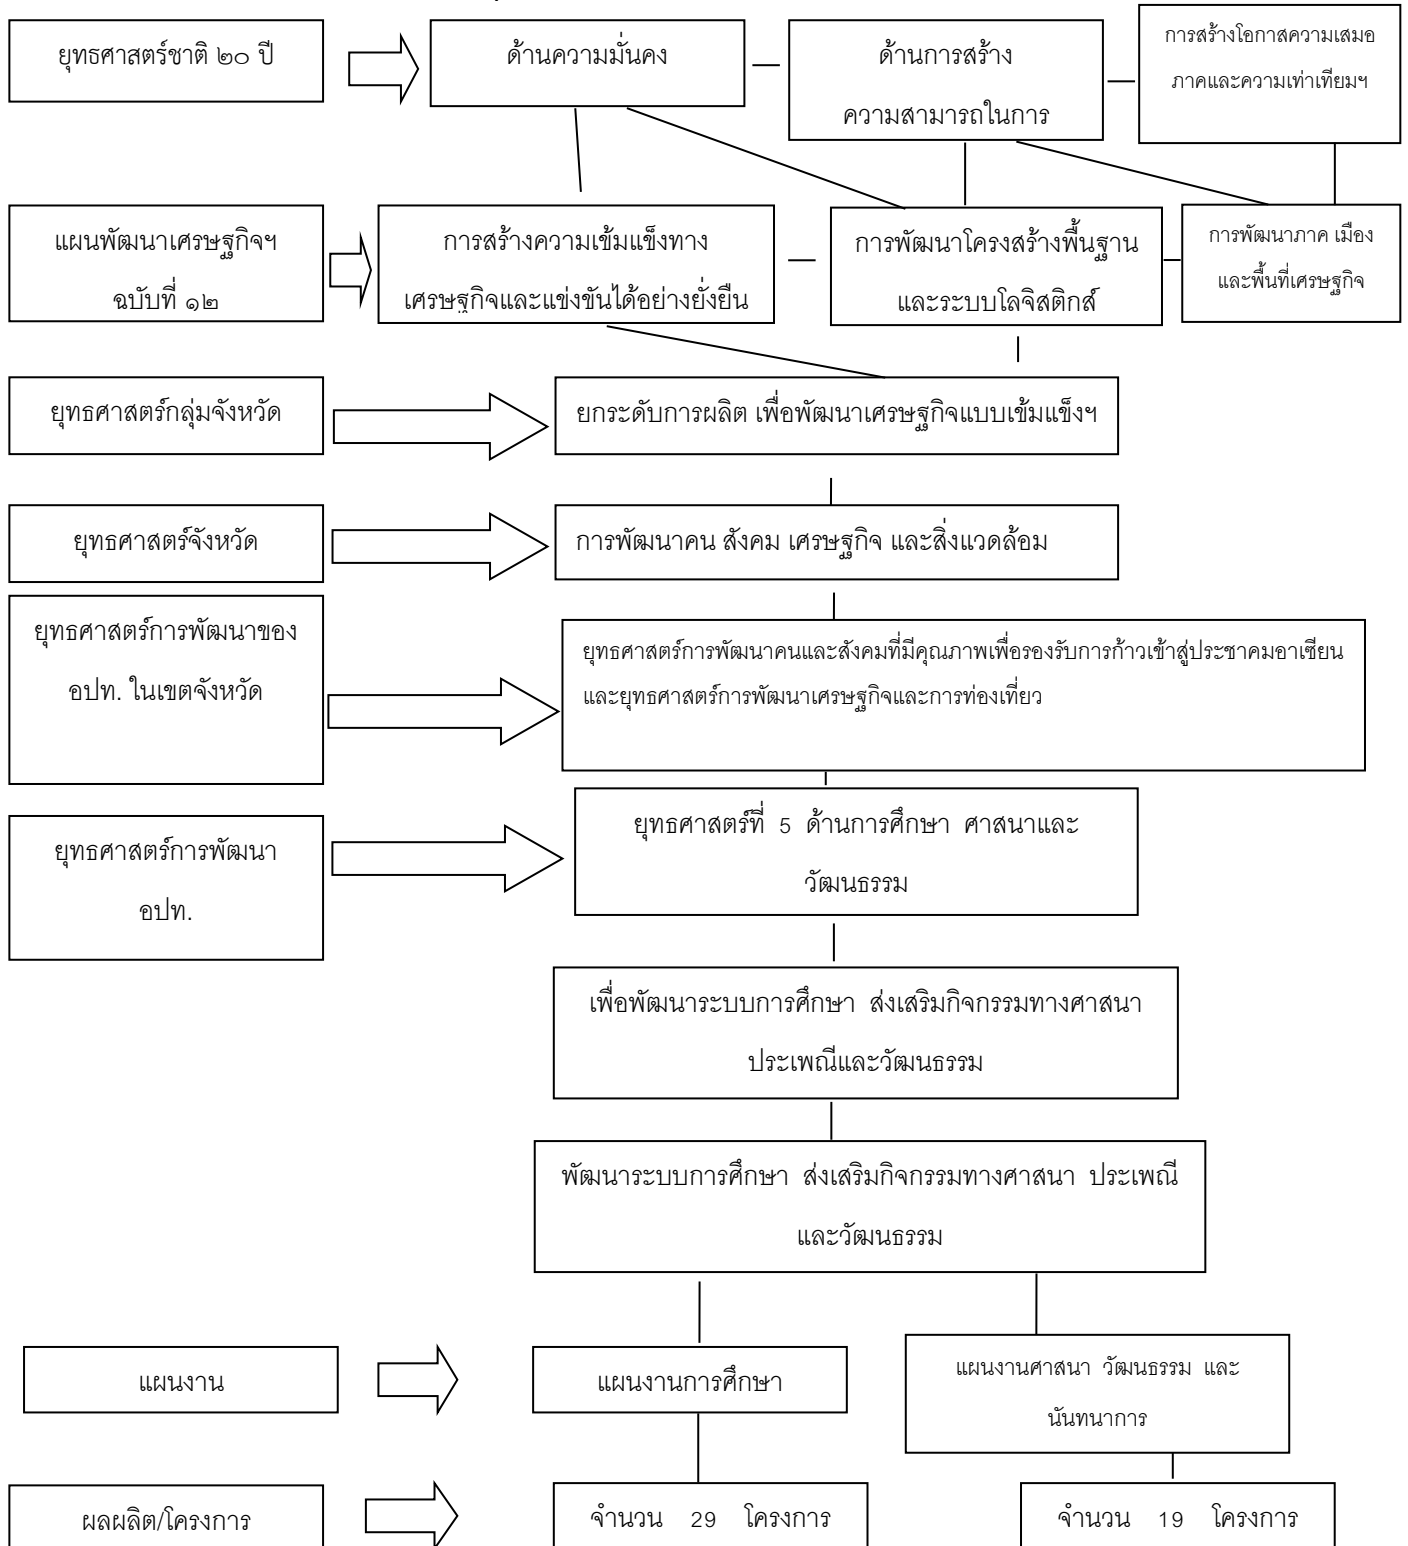 ยุทธศาสตร์ชาติ ๒๐ ปี
ด้านความมั่นคง
ด้านการสร้าง
ความสามารถในการ
การสร้างโอกาสความเสมอ
ภาคและความเท่าเทียมฯ
แผนพัฒนาเศรษฐกิจฯ
ฉบับที่ ๑๒
การสร้างความเข้มแข็งทาง
เศรษฐกิจและแข่งขันได้อย่างยั่งยืน
การพัฒนาโครงสร้างพื้นฐาน
และระบบโลจิสติกส์
การพัฒนาภาค เมือง
และพื้นที่เศรษฐกิจ
ยุทธศาสตร์กลุ่มจังหวัด
ยกระดับการผลิต เพื่อพัฒนาเศรษฐกิจแบบเข้มแข็งฯ
ยุทธศาสตร์จังหวัด
การพัฒนาคน สังคม เศรษฐกิจ และสิ่งแวดล้อม
ยุทธศาสตร์การพัฒนาของ
อปท. ในเขตจังหวัด
ยุทธศาสตร์การพัฒนาคนและสังคมที่มีคุณภาพเพื่อรองรับการก้าวเข้าสู่ประชาคมอาเซียน
และยุทธศาสตร์การพัฒนาเศรษฐกิจและการท่องเที่ยว
ยุทธศาสตร์การพัฒนา
อปท.
ยุทธศาสตร์ที่ 5 ด้านการศึกษา ศาสนาและ
วัฒนธรรม
เพื่อพัฒนาระบบการศึกษา ส่งเสริมกิจกรรมทางศาสนา
ประเพณีและวัฒนธรรม
พัฒนาระบบการศึกษา ส่งเสริมกิจกรรมทางศาสนา ประเพณี
และวัฒนธรรม
แผนงาน
แผนงานการศึกษา
แผนงานศาสนา วัฒนธรรม และ
นันทนาการ
ผลผลิต/โครงการ
จำนวน 29 โครงการ
จำนวน 19 โครงการ